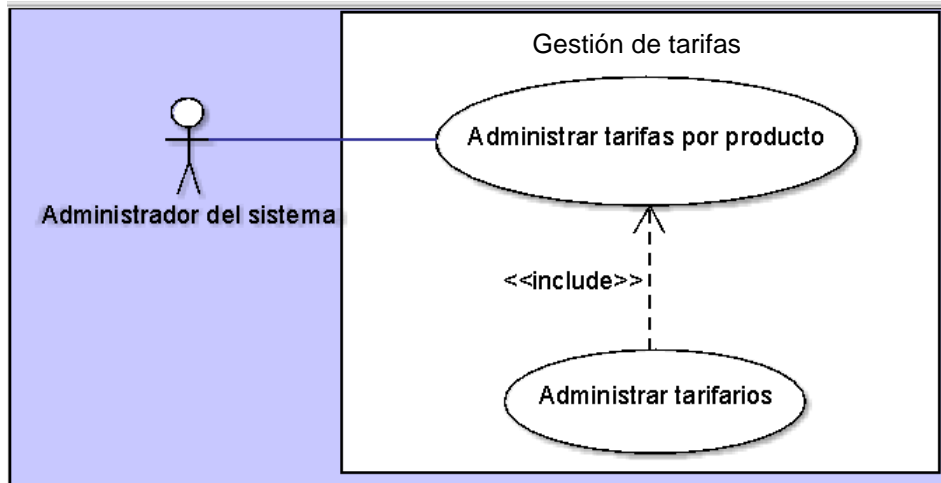 Gestión de tarifas
Administrar tarifas por producto
Administrador del sistema
<<include>>
Administrar tarifarios